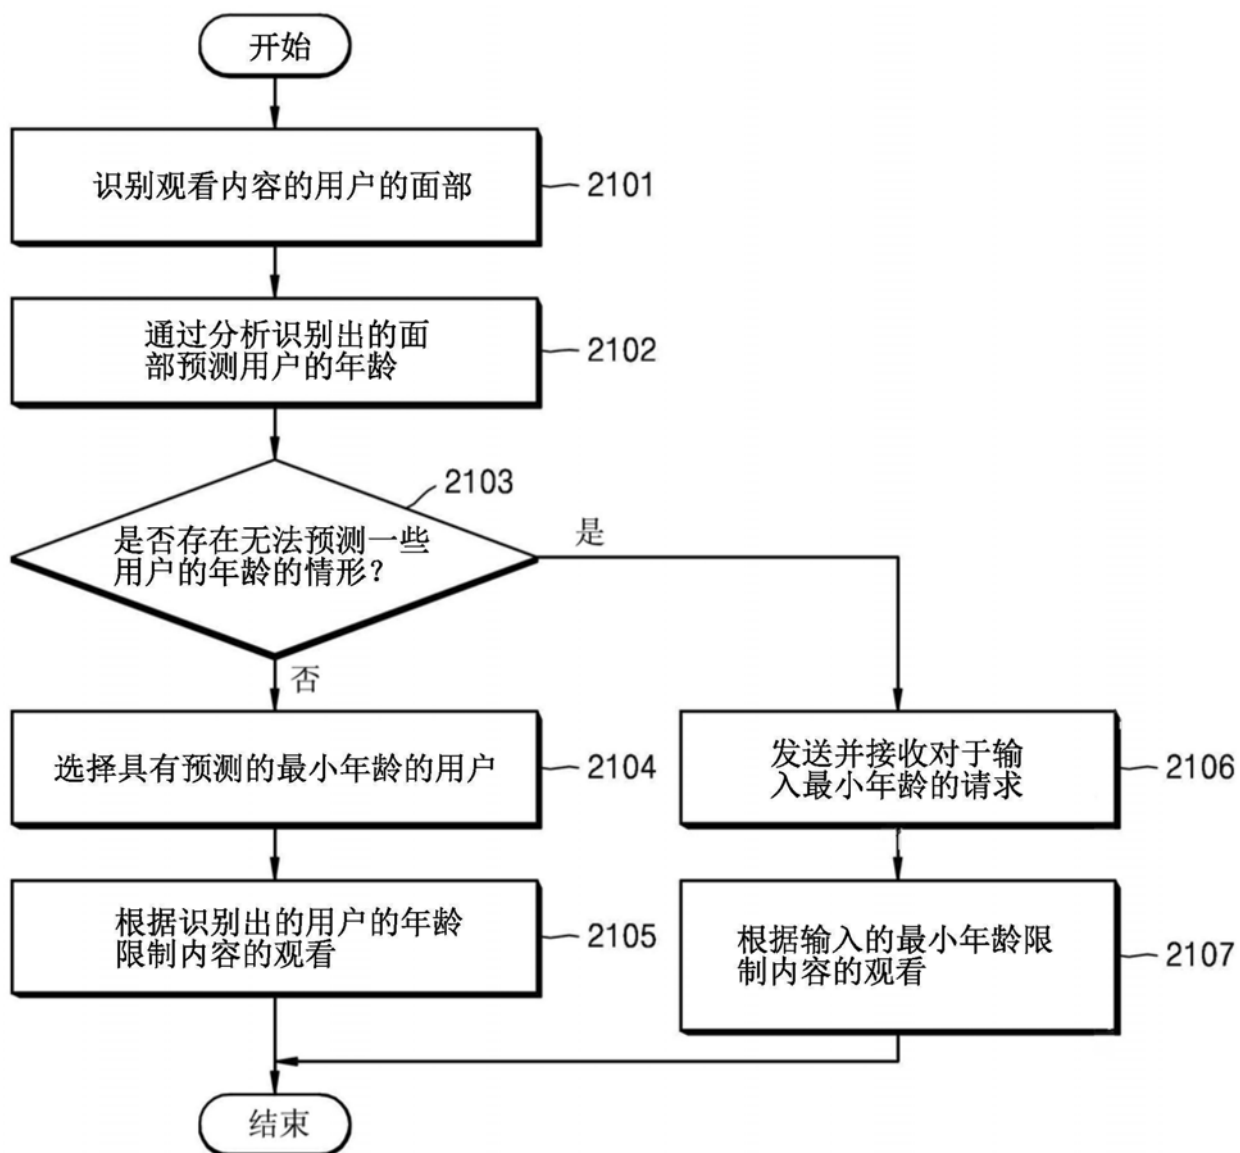 开始
识别观看内容的用户的面部
2101
通过分析识别出的面
部预测用户的年龄
2102
2103
是否存在无法预测一些
用户的年龄的情形？
是
否
选择具有预测的最小年龄的用户
2104
发送并接收对于输
入最小年龄的请求
2106
根据识别出的用户的年龄
限制内容的观看
2105
根据输入的最小年龄限
制内容的观看
2107
结束